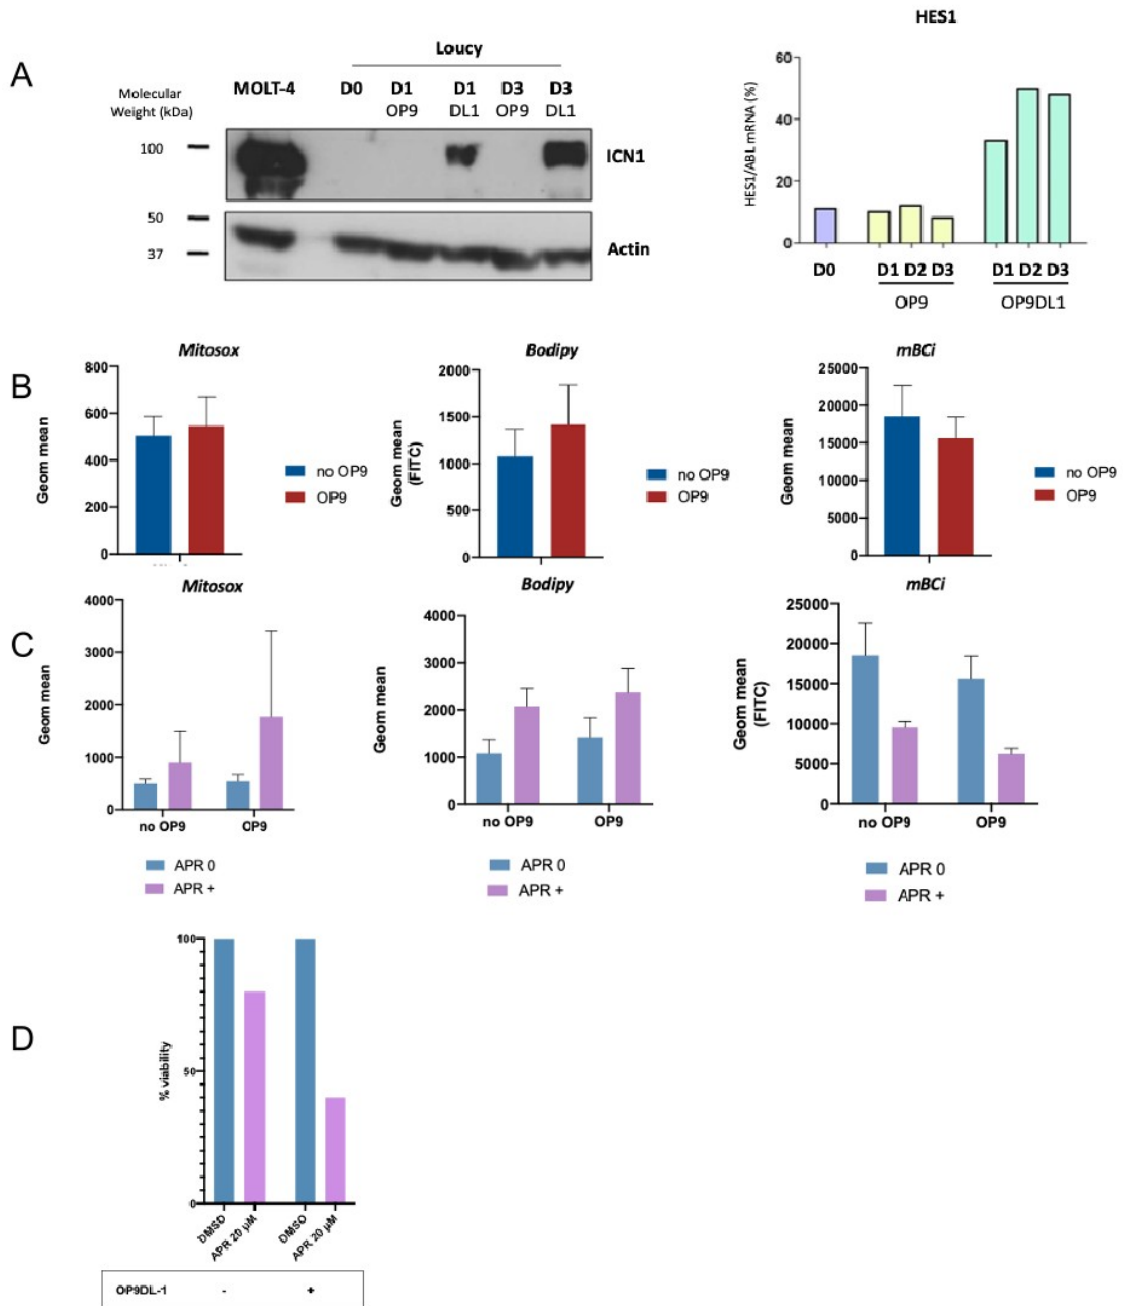 A
Loucy
Molecular
Weight (kDa)
MOLT-4
D0
D1
OP9
D1
DL1
D3
OP9
D3
DL1
100
ICN1
50
37
Actin
HES1
HES1/ABL mRNA (%)
60
40
20
0
D0
D1 D2 D3
OP9
D1 D2 D3
OP9DL1
B
Mitosox
Geom mean
800
600
400
200
0
no OP9
OP9
Bodipy
Geom mean
(FITC)
2000
1500
1000
500
0
no OP9
OP9
mBCi
Geom mean
25000
20000
15000
10000
5000
0
no OP9
OP9
C
Mitosox
Geom mean
4000
3000
2000
1000
0
no OP9
OP9
APR 0
APR +
Bodipy
Geom mean
4000
3000
2000
1000
0
no OP9
OP9
APR 0
APR +
mBCi
Geom mean
(FITC)
25000
20000
15000
10000
5000
0
no OP9
OP9
APR 0
APR +
D
% viability
100
50
0
DMSO
APR 20 µM
DMSO
APR 20 µM
OP9DL-1 - +